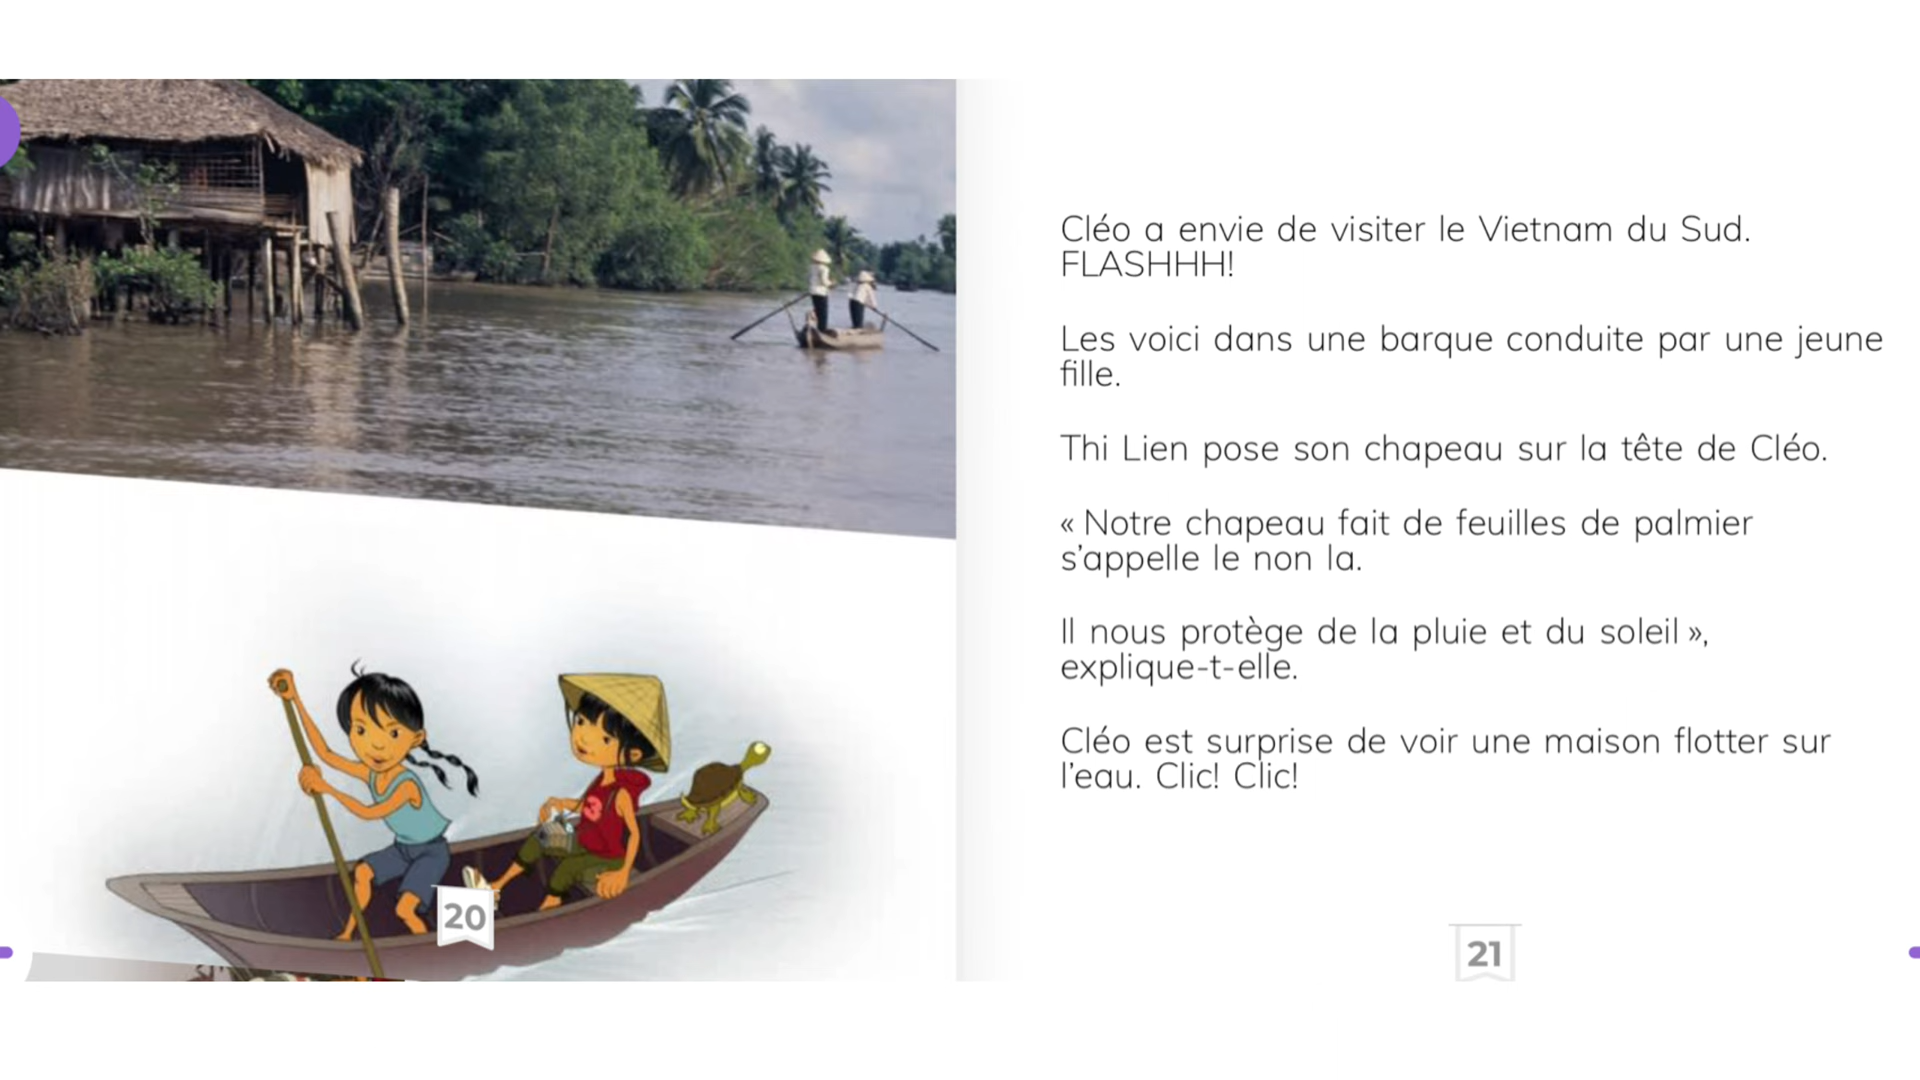 Cléo a envie de visiter le Vietnam du Sud.
FLASHHH!
Les voici dans une barque conduite par une jeune
fille.
Thi Lien pose son chapeau sur la tête de Cléo.
« Notre chapeau fait de feuilles de palmier
s’appelle le non la.
Il nous protège de la pluie et du soleil »,
explique-t-elle.
Cléo est surprise de voir une maison flotter sur
l’eau. Clic! Clic!
20
21